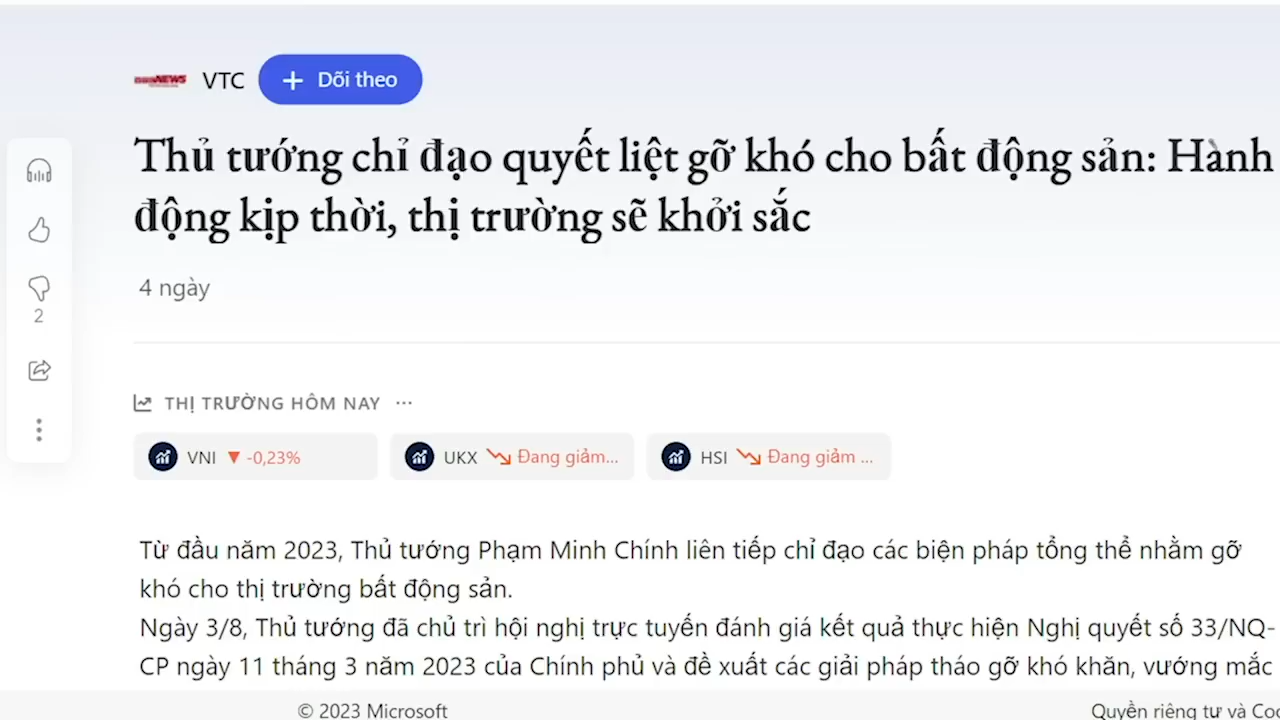 VTC
Dõi theo
Thủ tướng chỉ đạo quyết liệt gỡ khó cho bất động sản: Hành
động kịp thời, thị trường sẽ khởi sắc
4 ngày
2
THỊ TRƯỜNG HÔM NAY ...
VNI ▼ -0,23%
UKX Đang giảm...
HSI Đang giảm ...
Từ đầu năm 2023, Thủ tướng Phạm Minh Chính liên tiếp chỉ đạo các biện pháp tổng thể nhằm gỡ
khó cho thị trường bất động sản.
Ngày 3/8, Thủ tướng đã chủ trì hội nghị trực tuyến đánh giá kết quả thực hiện Nghị quyết số 33/NQ-
CP ngày 11 tháng 3 năm 2023 của Chính phủ và đề xuất các giải pháp tháo gỡ khó khăn, vướng mắc
© 2023 Microsoft
Quyền riêng tư và